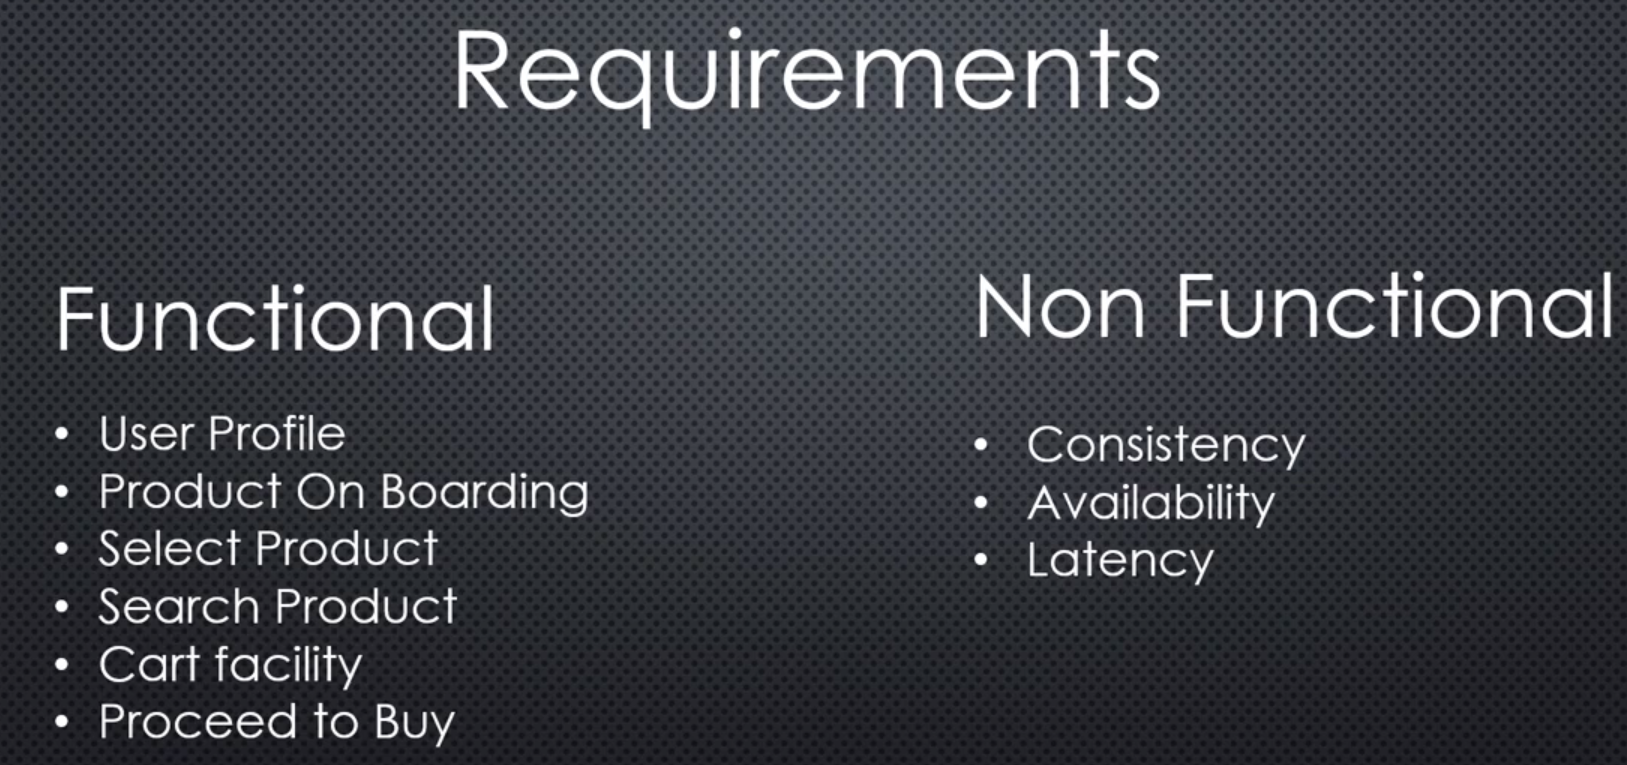 Requirements
Functional
• User Profile
• Product On Boarding
• Select Product
• Search Product
• Cart facility
• Proceed to Buy
Non Functional
• Consistency
• Availability
• Latency